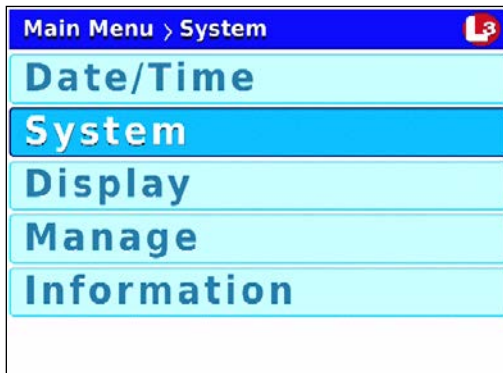 Main Menu > System L3
Date/Time
System
Display
Manage
Information